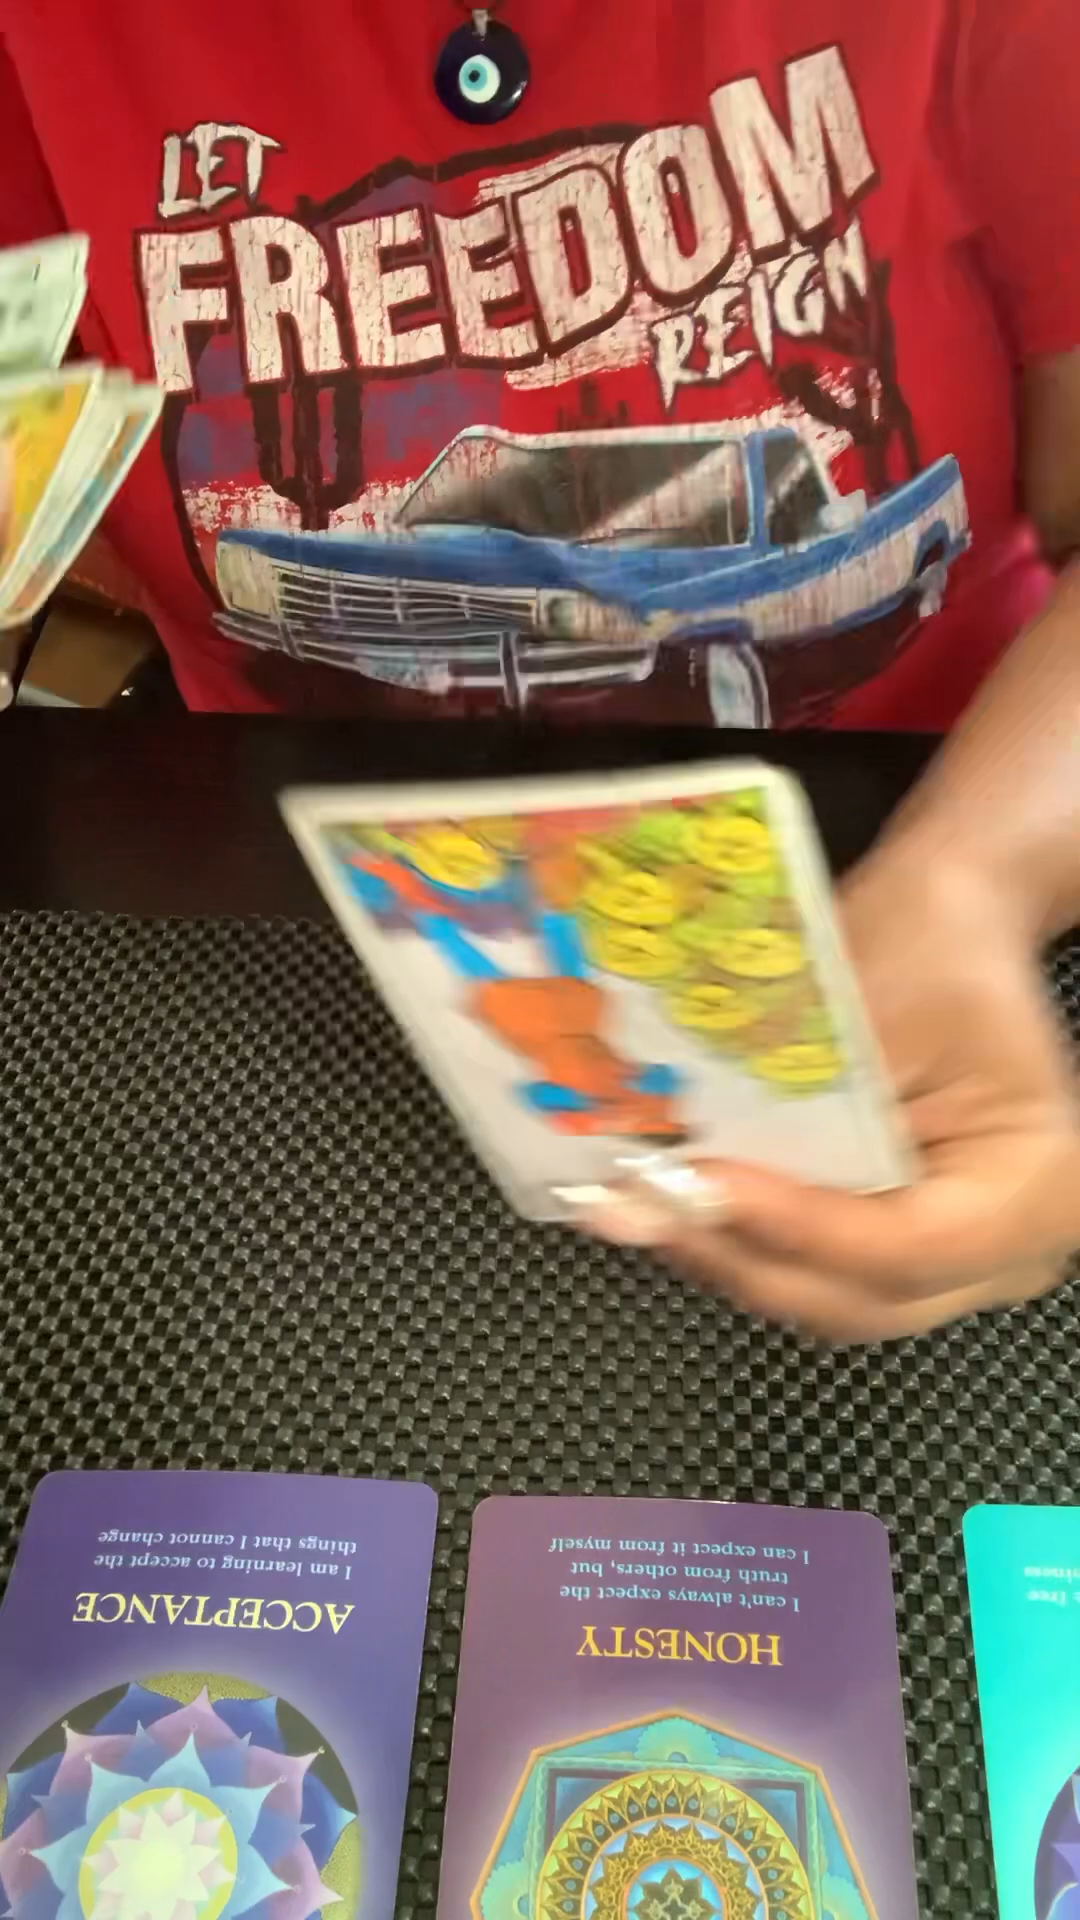 LET
FREEDOM
REIGN
ACCEPTANCE
I am learning to accept the
things that I cannot change
HONESTY
I can't always expect the
truth from others, but
I can expect it from myself
free